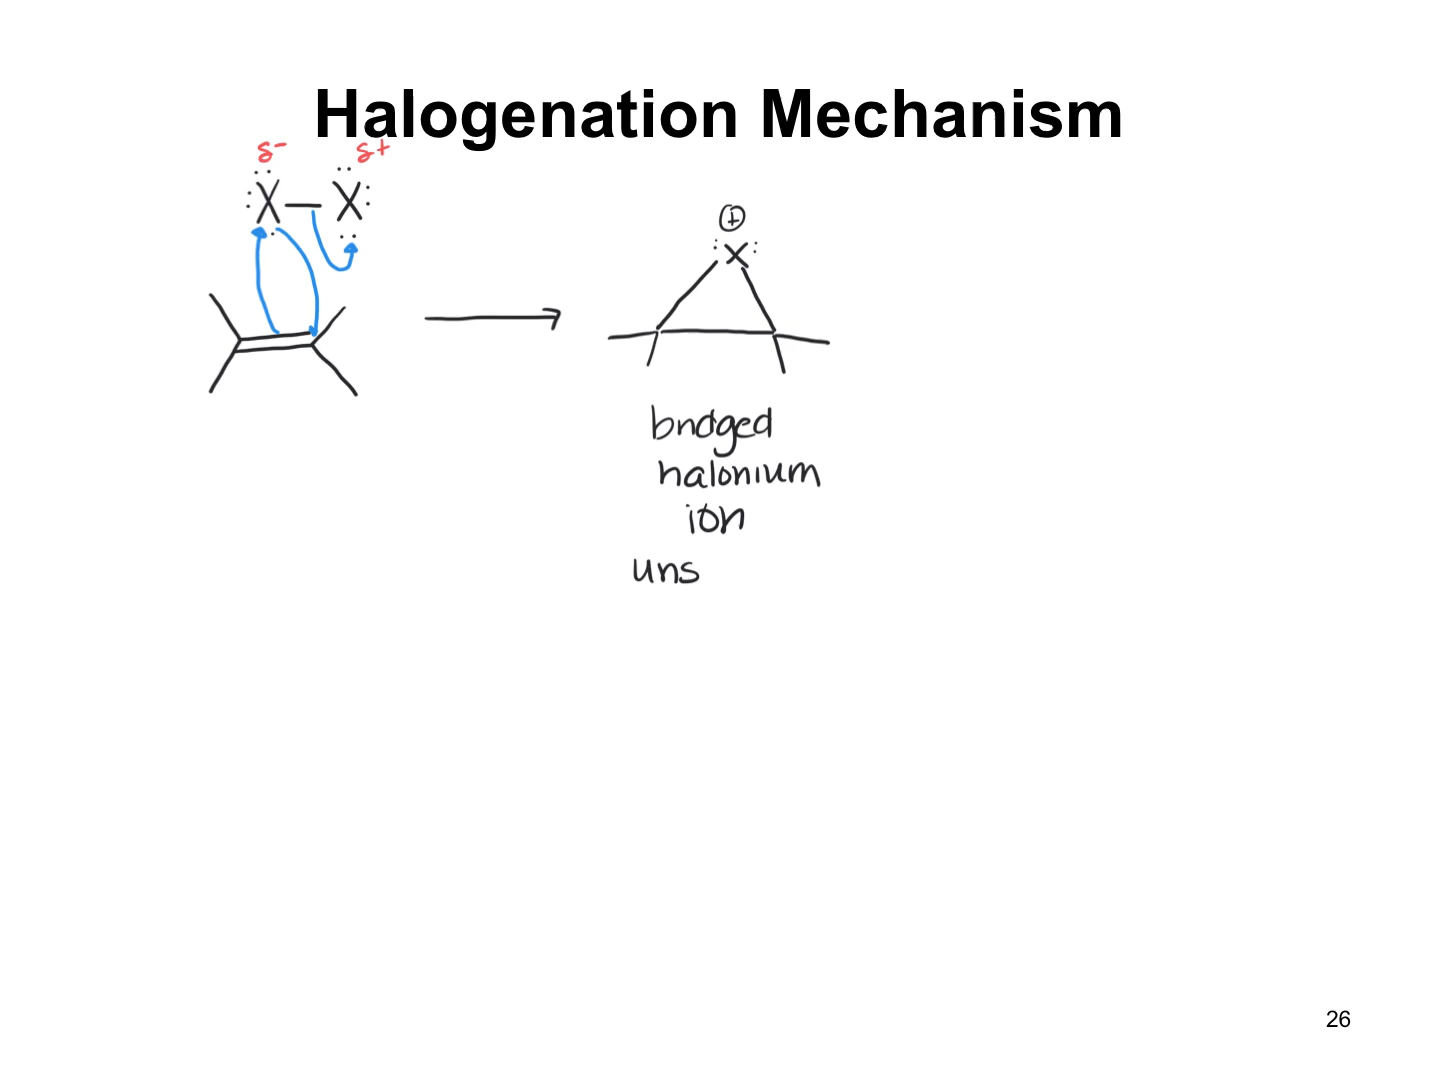 Halogenation Mechanism
δ- δ+
:X — X:
⊕
:X:
bridged
halonium
ion
uns
26